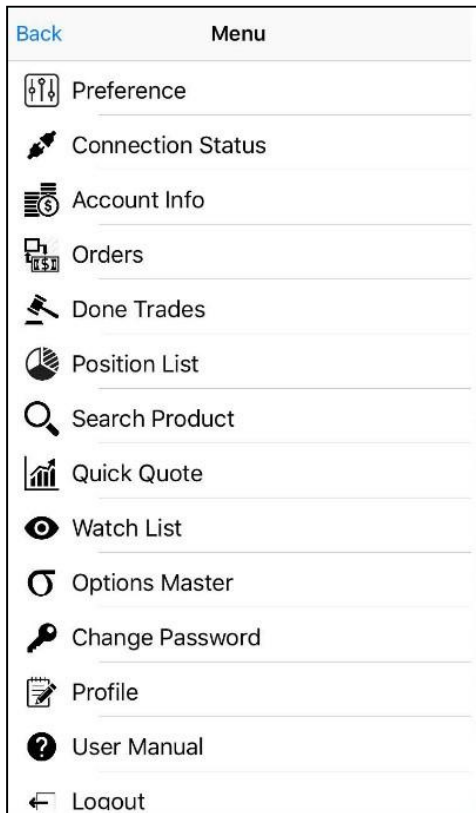 Back Menu
Preference
Connection Status
Account Info
Orders
Done Trades
Position List
Search Product
Quick Quote
Watch List
Options Master
Change Password
Profile
User Manual
Logout